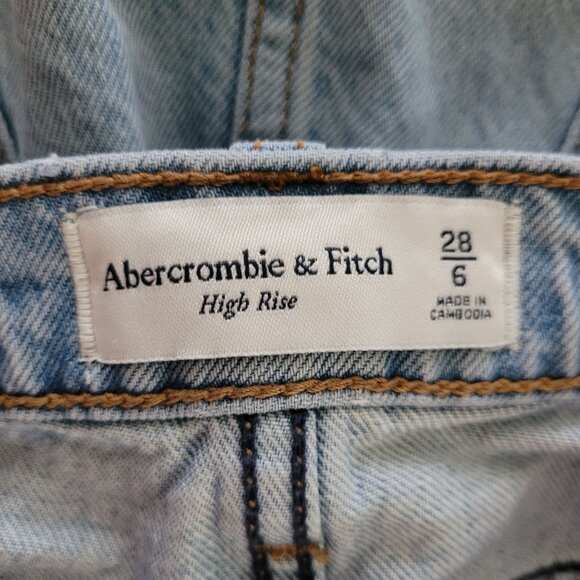 Abercrombie & Fitch
High Rise
28
6
MADE IN
CAMBODIA